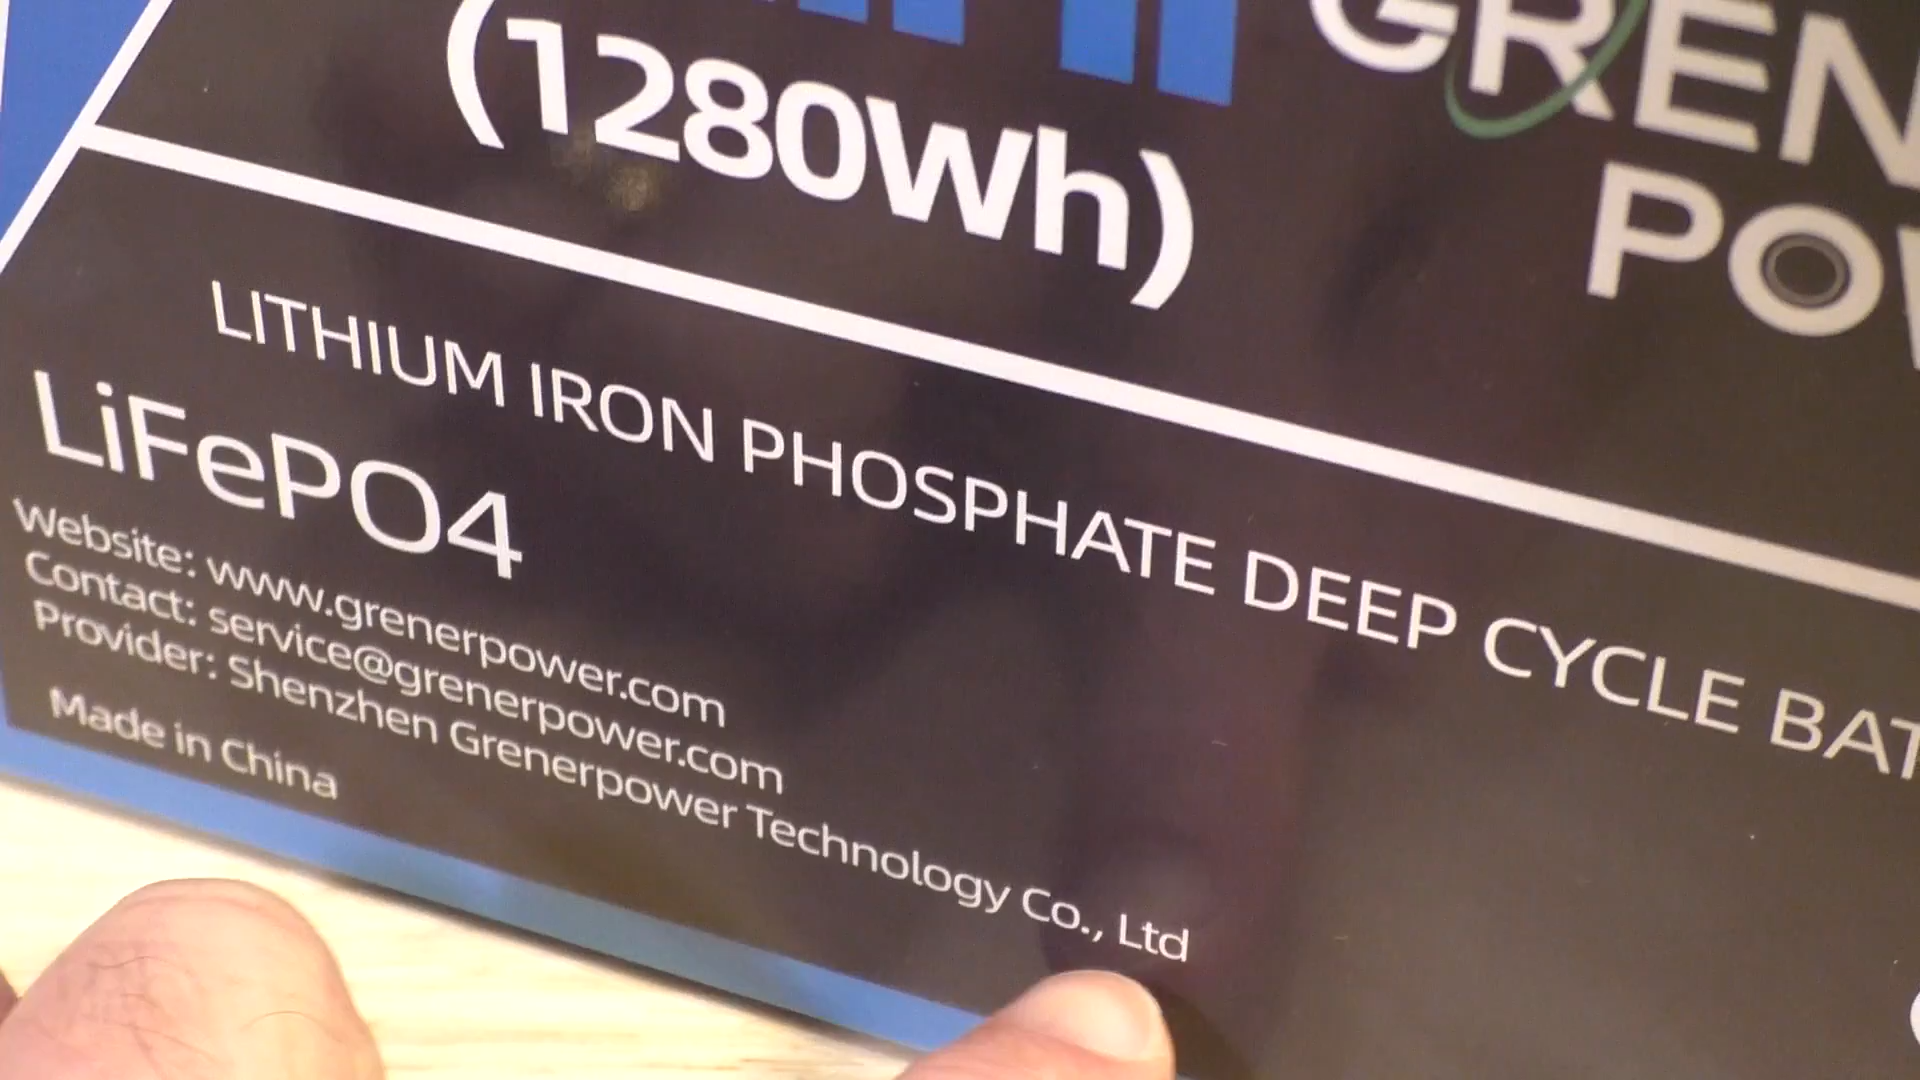 (1280Wh)
LITHIUM IRON PHOSPHATE DEEP CYCLE
LiFePO4
Website: www.grenerpower.com
Contact: service@grenerpower.com
Provider: Shenzhen Grenerpower Technology Co., Ltd
Made in China